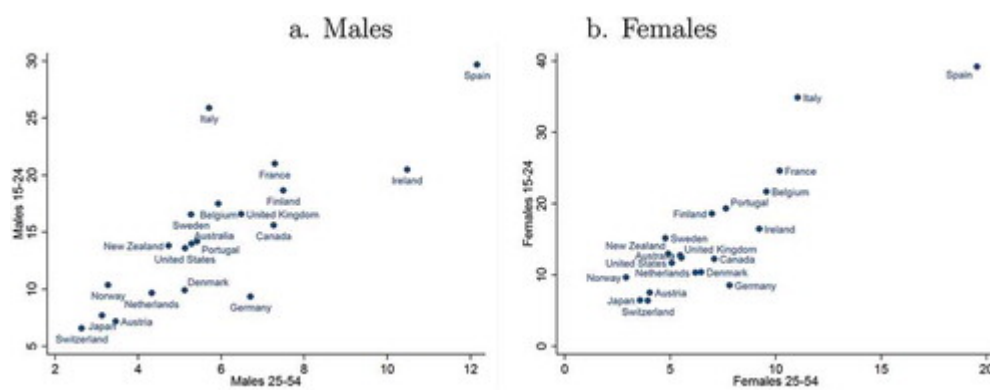 a. Males
b. Females
Males 15-24
30
25
20
15
10
5
Spain
Italy
France
Ireland
Finland
Belgium
United Kingdom
Sweden
Canada
Australia
New Zealand
Portugal
United States
Denmark
Norway
Netherlands
Germany
Japan
Austria
Switzerland
2
4
6
8
10
12
Males 25-54
Females 15-24
40
30
20
10
0
Spain
Italy
France
Belgium
Portugal
Finland
Ireland
Sweden
New Zealand
United Kingdom
Australia
Canada
United States
Netherlands
Denmark
Norway
Germany
Austria
Japan
Switzerland
0
5
10
15
20
Females 25-54